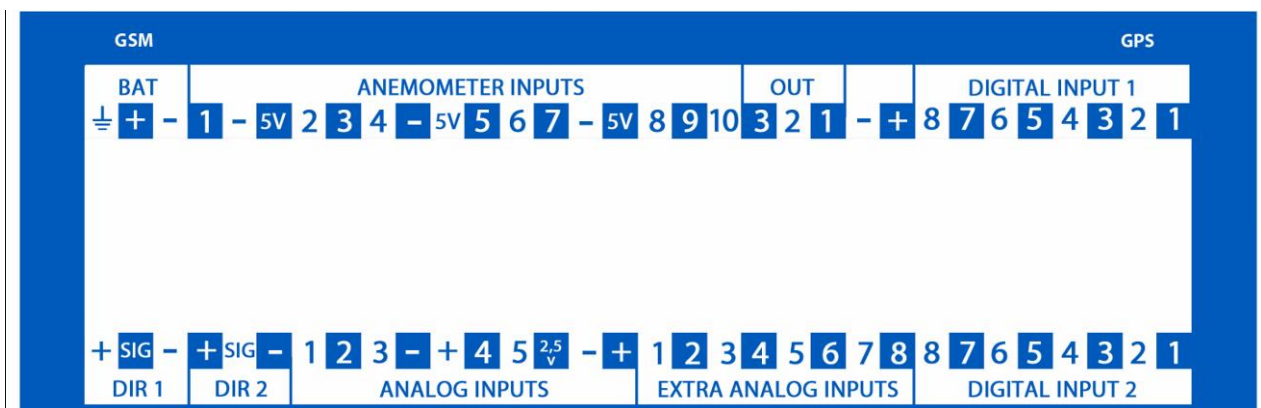 GSM GPS
BAT ANEMOMETER INPUTS OUT DIGITAL INPUT 1
⏚ + - 1 - 5V 2 3 4 - 5V 5 6 7 - 5V 8 9 10 3 2 1 - + 8 7 6 5 4 3 2 1
+ SIG - + SIG - 1 2 3 - + 4 5 2,5 V - + 1 2 3 4 5 6 7 8 8 7 6 5 4 3 2 1
DIR 1 DIR 2 ANALOG INPUTS EXTRA ANALOG INPUTS DIGITAL INPUT 2